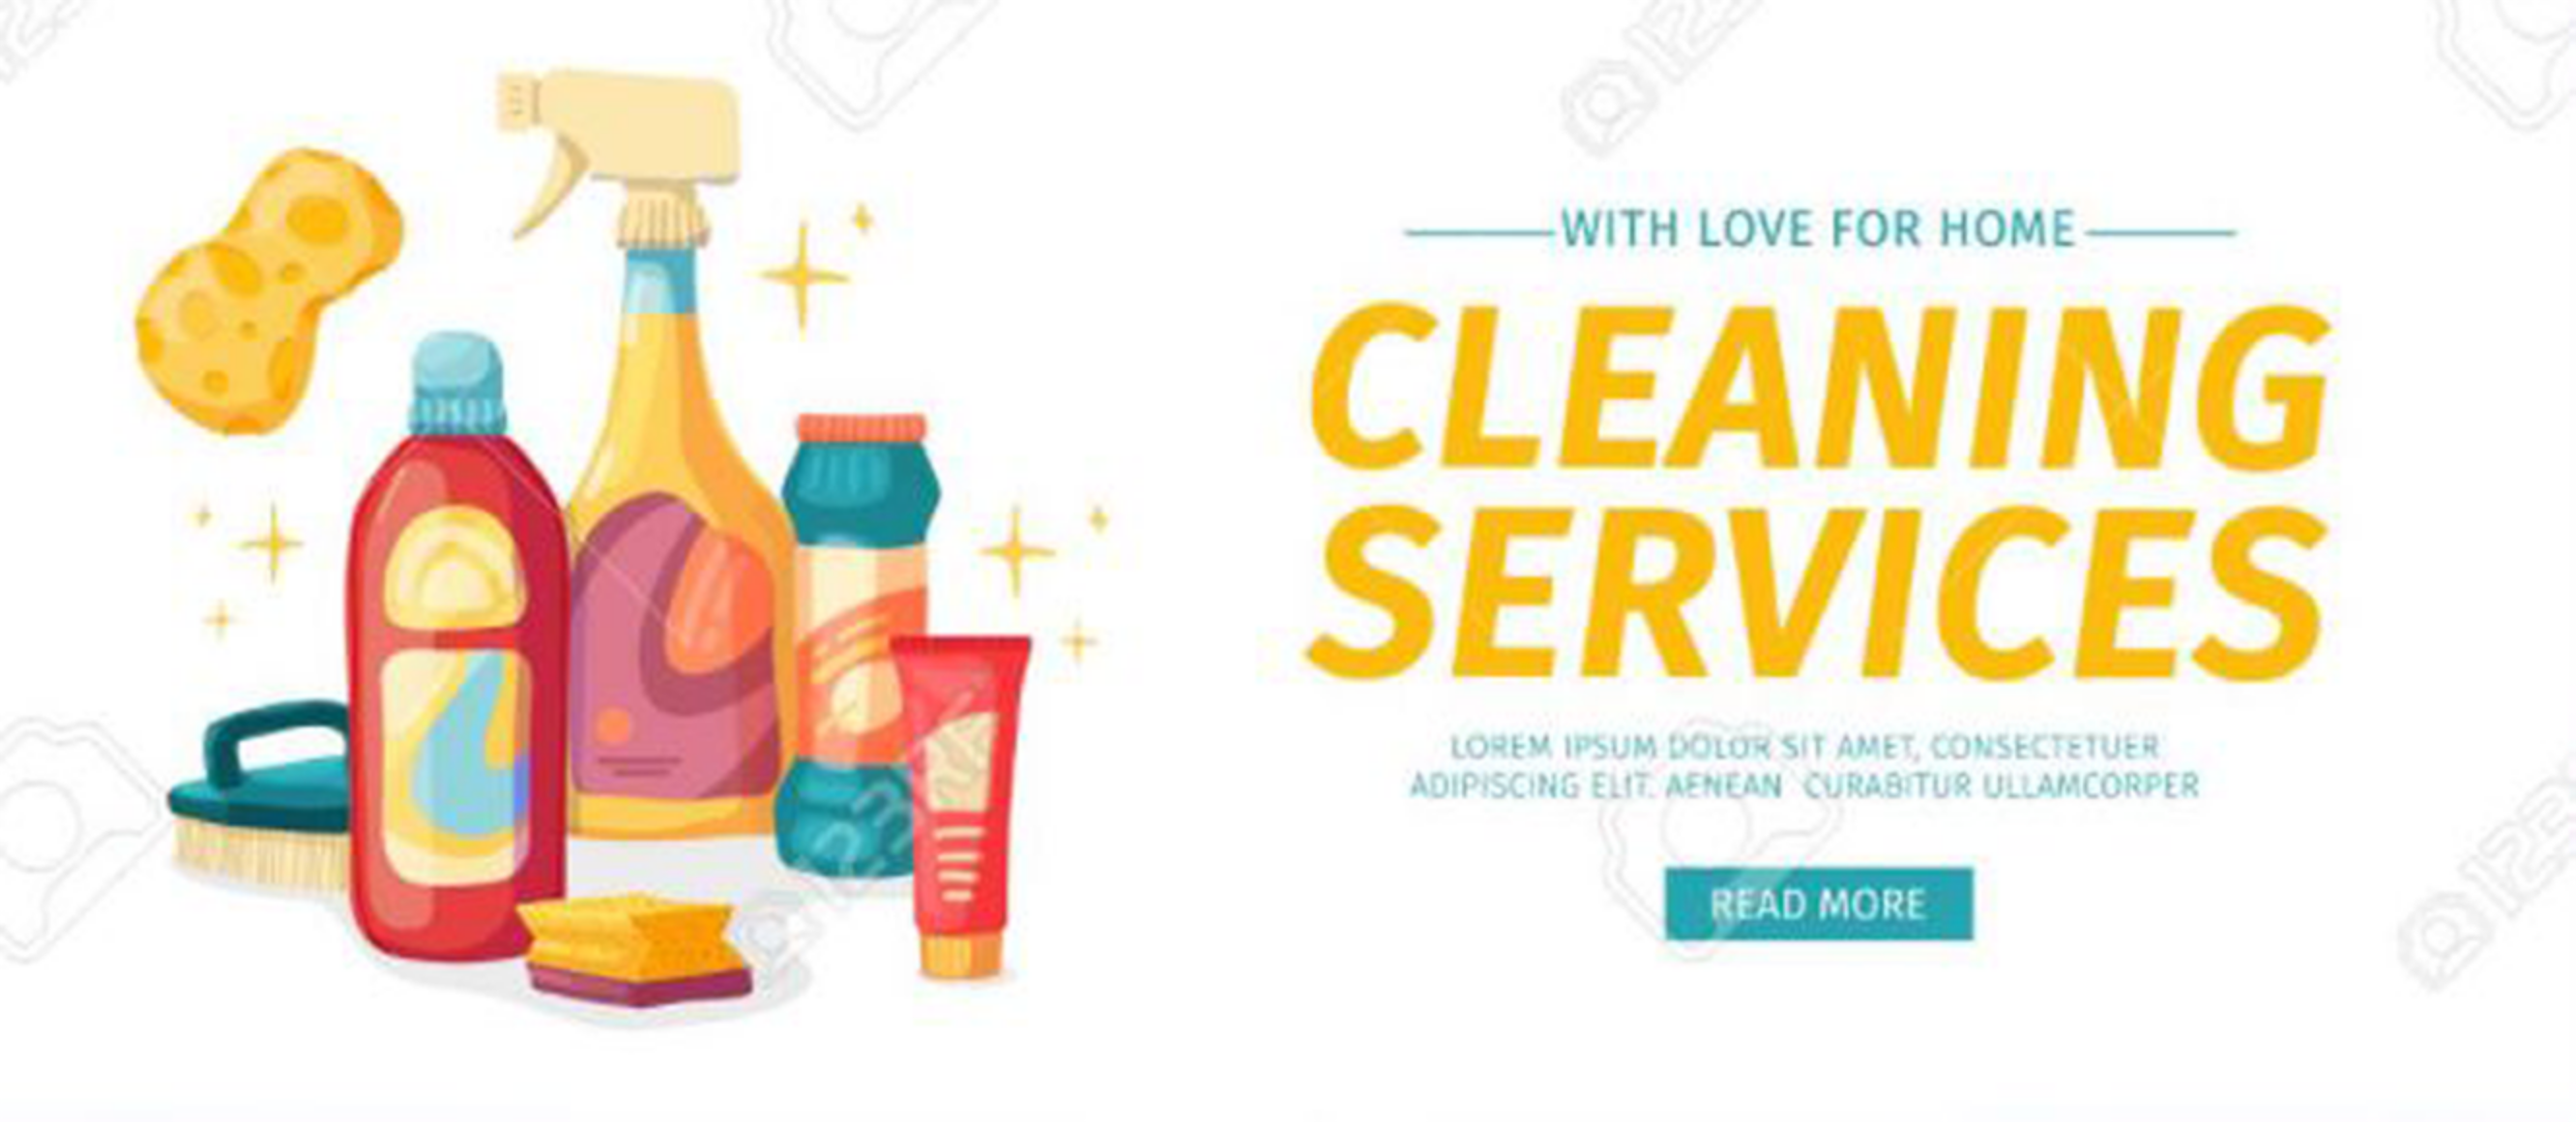 WITH LOVE FOR HOME
CLEANING
SERVICES
LOREM IPSUM DOLOR SIT AMET, CONSECTETUER
ADIPISCING ELIT. AENEAN CURABITUR ULLAMCORPER
READ MORE